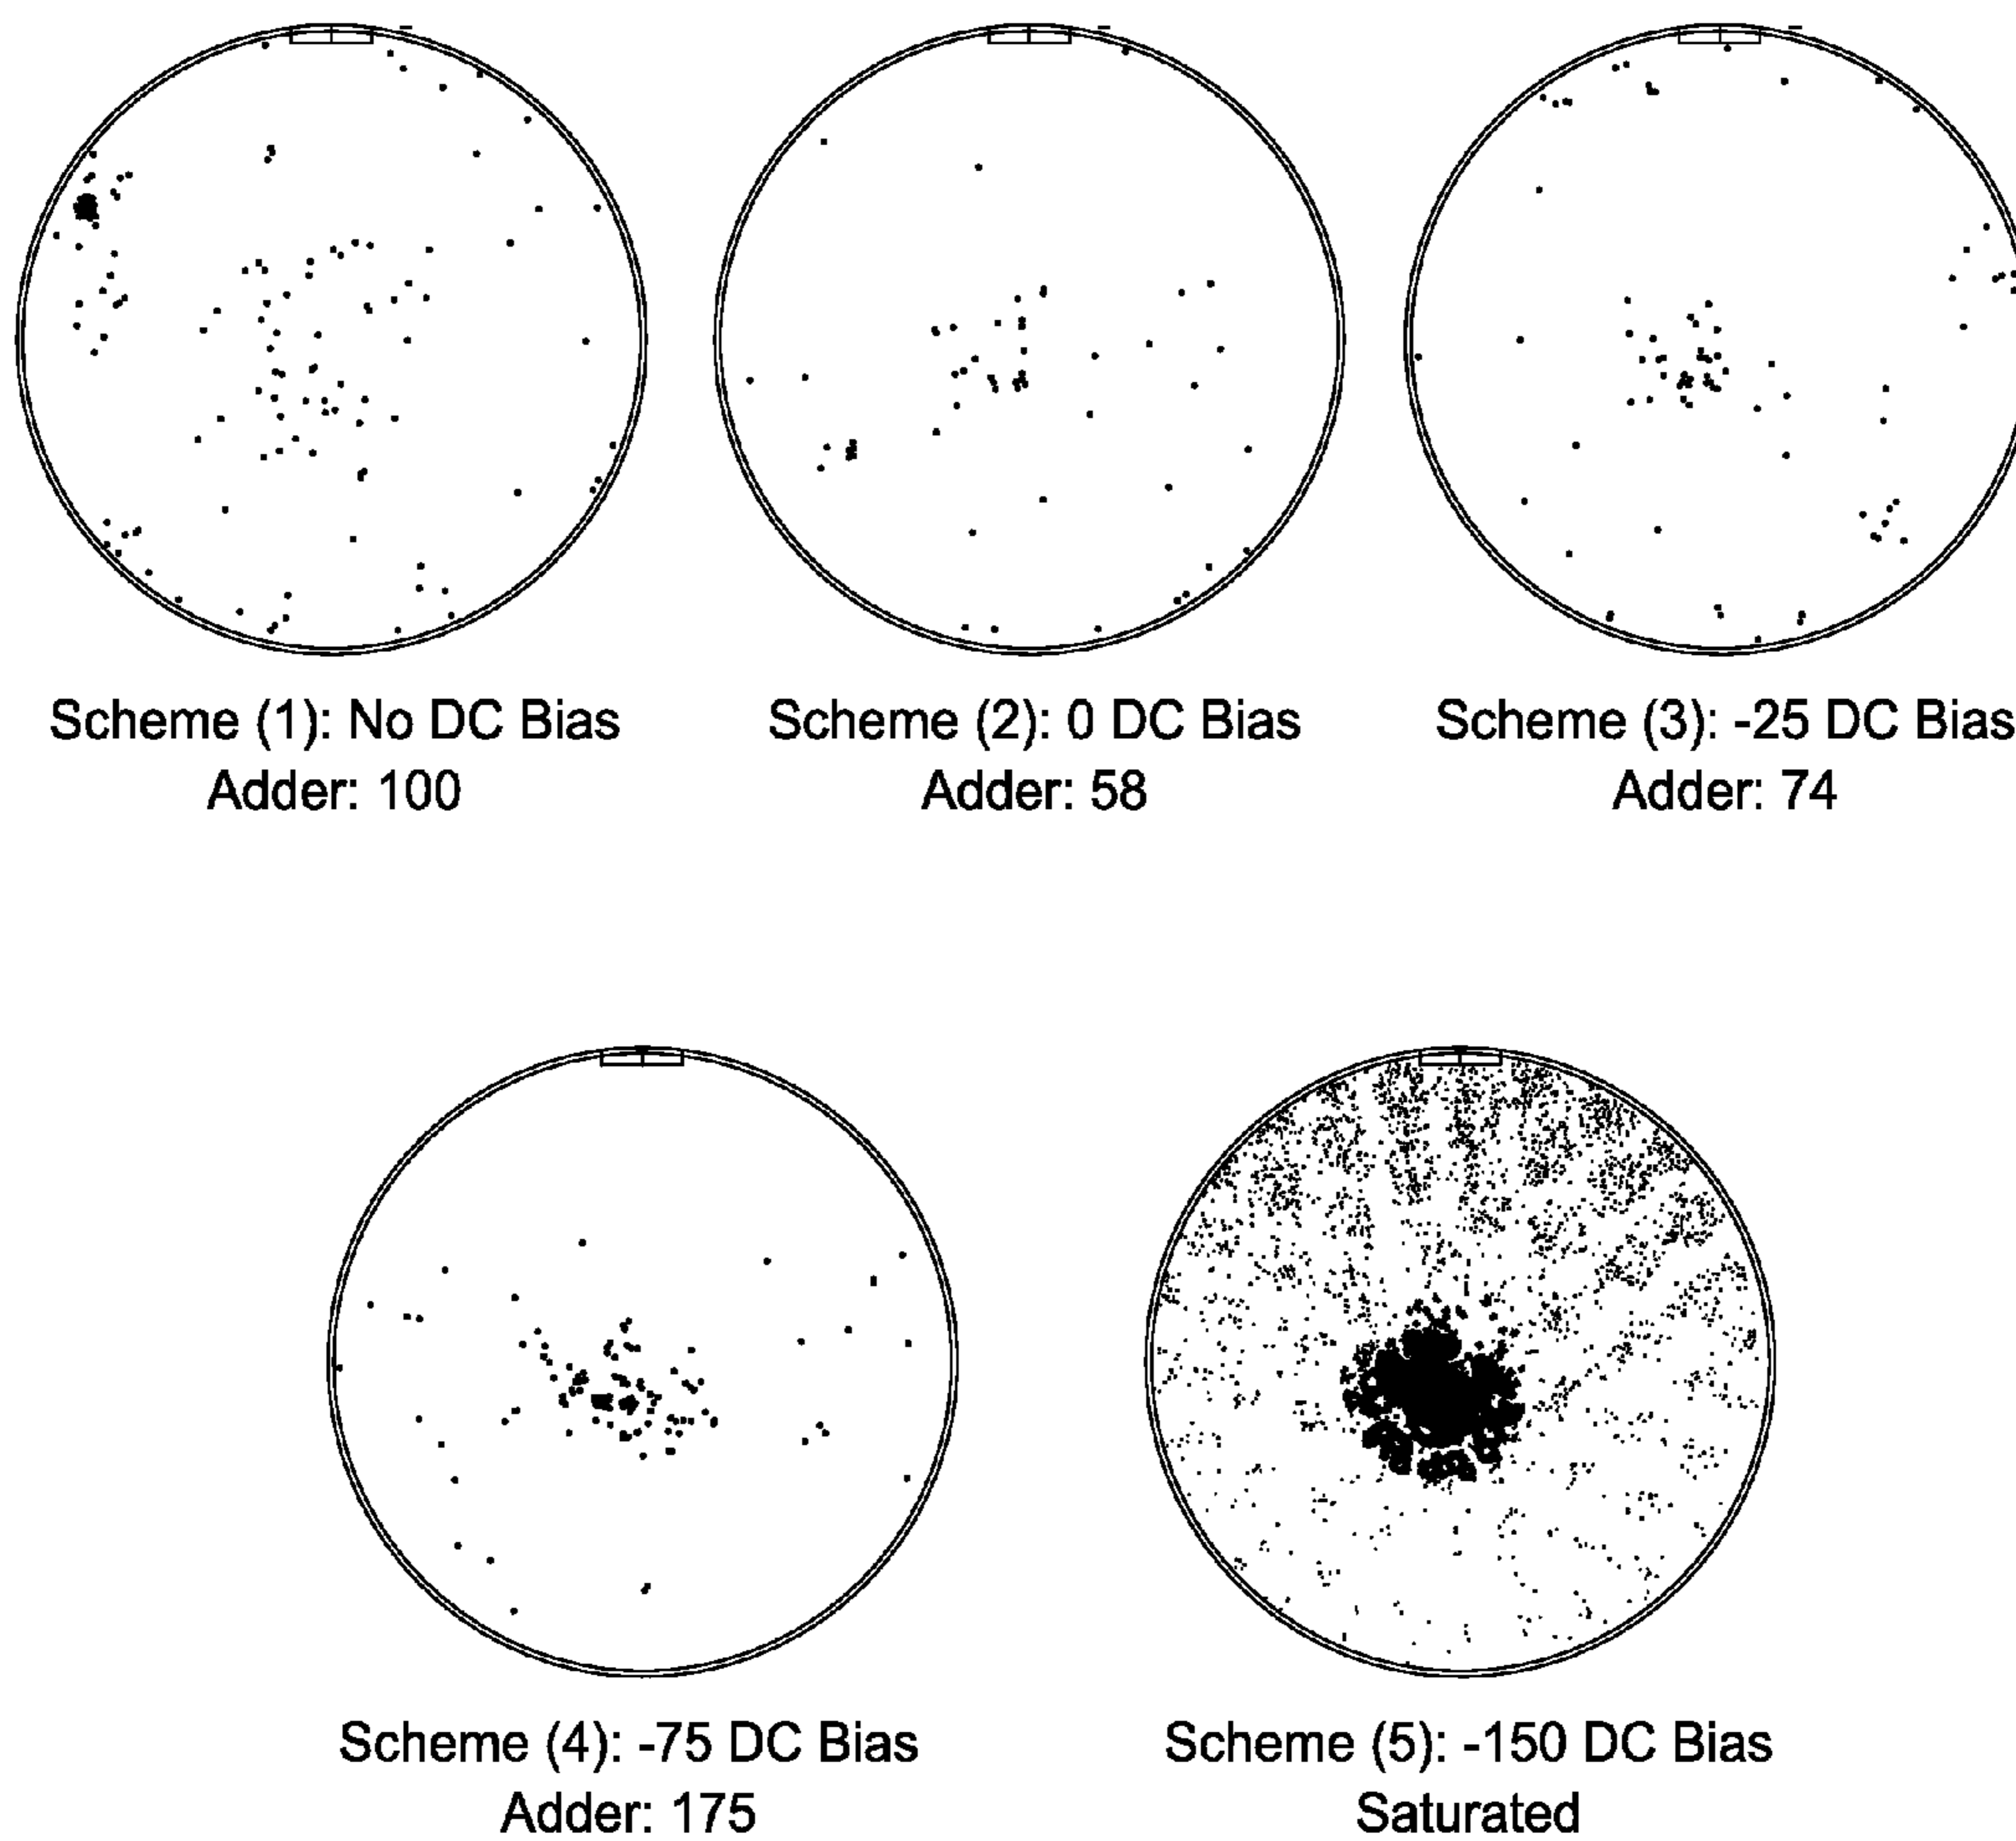 Scheme (1): No DC Bias
Adder: 100
Scheme (2): 0 DC Bias
Adder: 58
Scheme (3): -25 DC Bias
Adder: 74
Scheme (4): -75 DC Bias
Adder: 175
Scheme (5): -150 DC Bias
Saturated